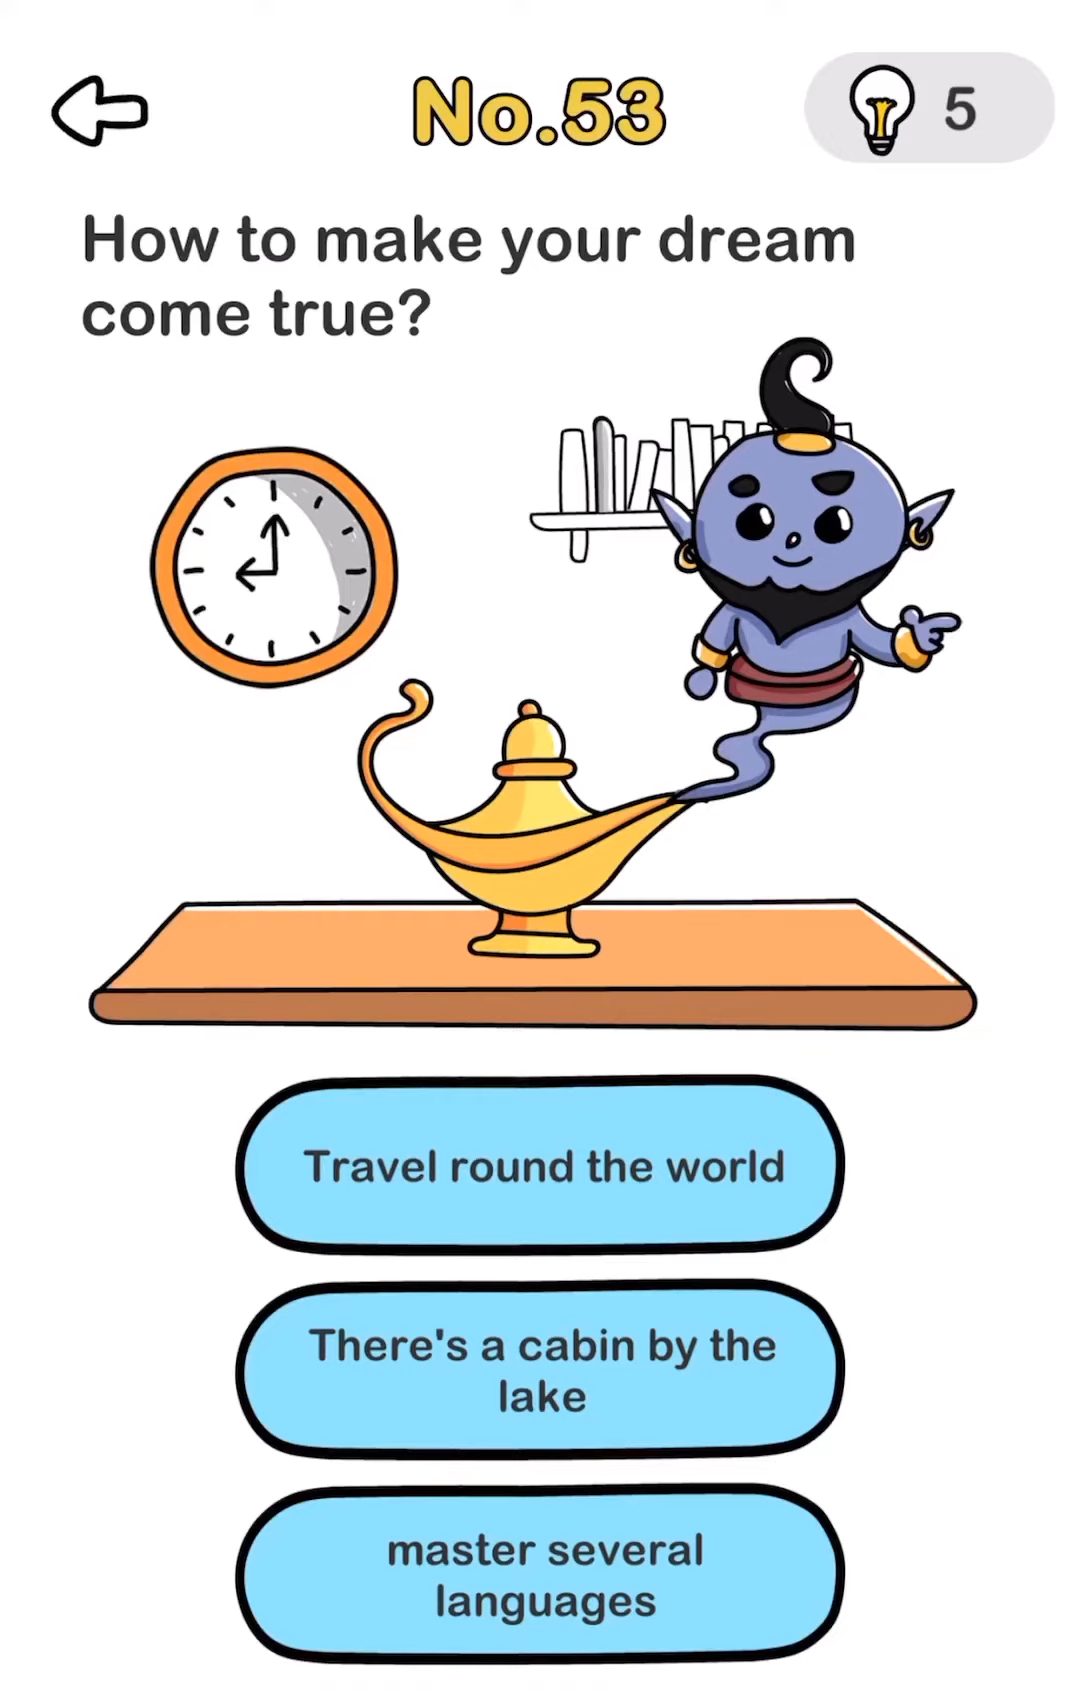 No.53
5
How to make your dream
come true?
Travel round the world
There's a cabin by the
lake
master several
languages